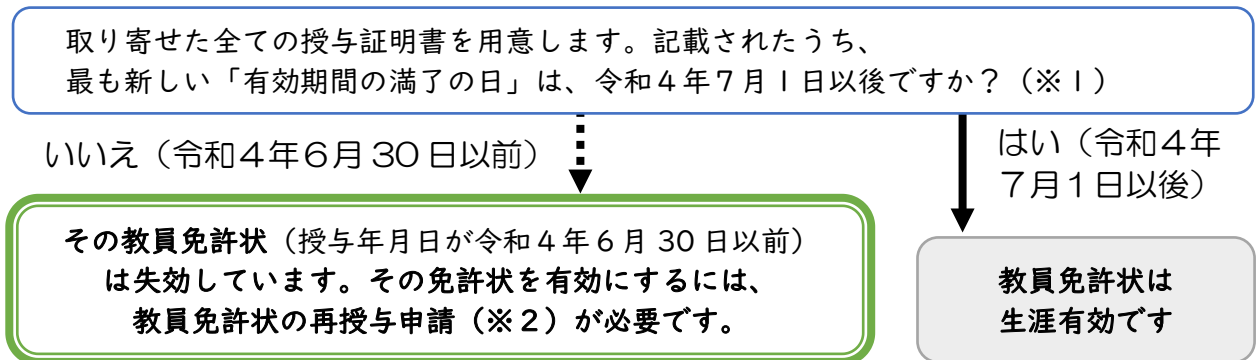 取り寄せた全ての授与証明書を用意します。記載されたうち、
最も新しい「有効期間の満了の日」は、令和４年７月１日以後ですか？（※１）
いいえ（令和４年６月30日以前）
はい（令和４年
７月１日以後）
その教員免許状（授与年月日が令和４年６月30日以前）
は失効しています。その免許状を有効にするには、
教員免許状の再授与申請（※２）が必要です。
教員免許状は
生涯有効です